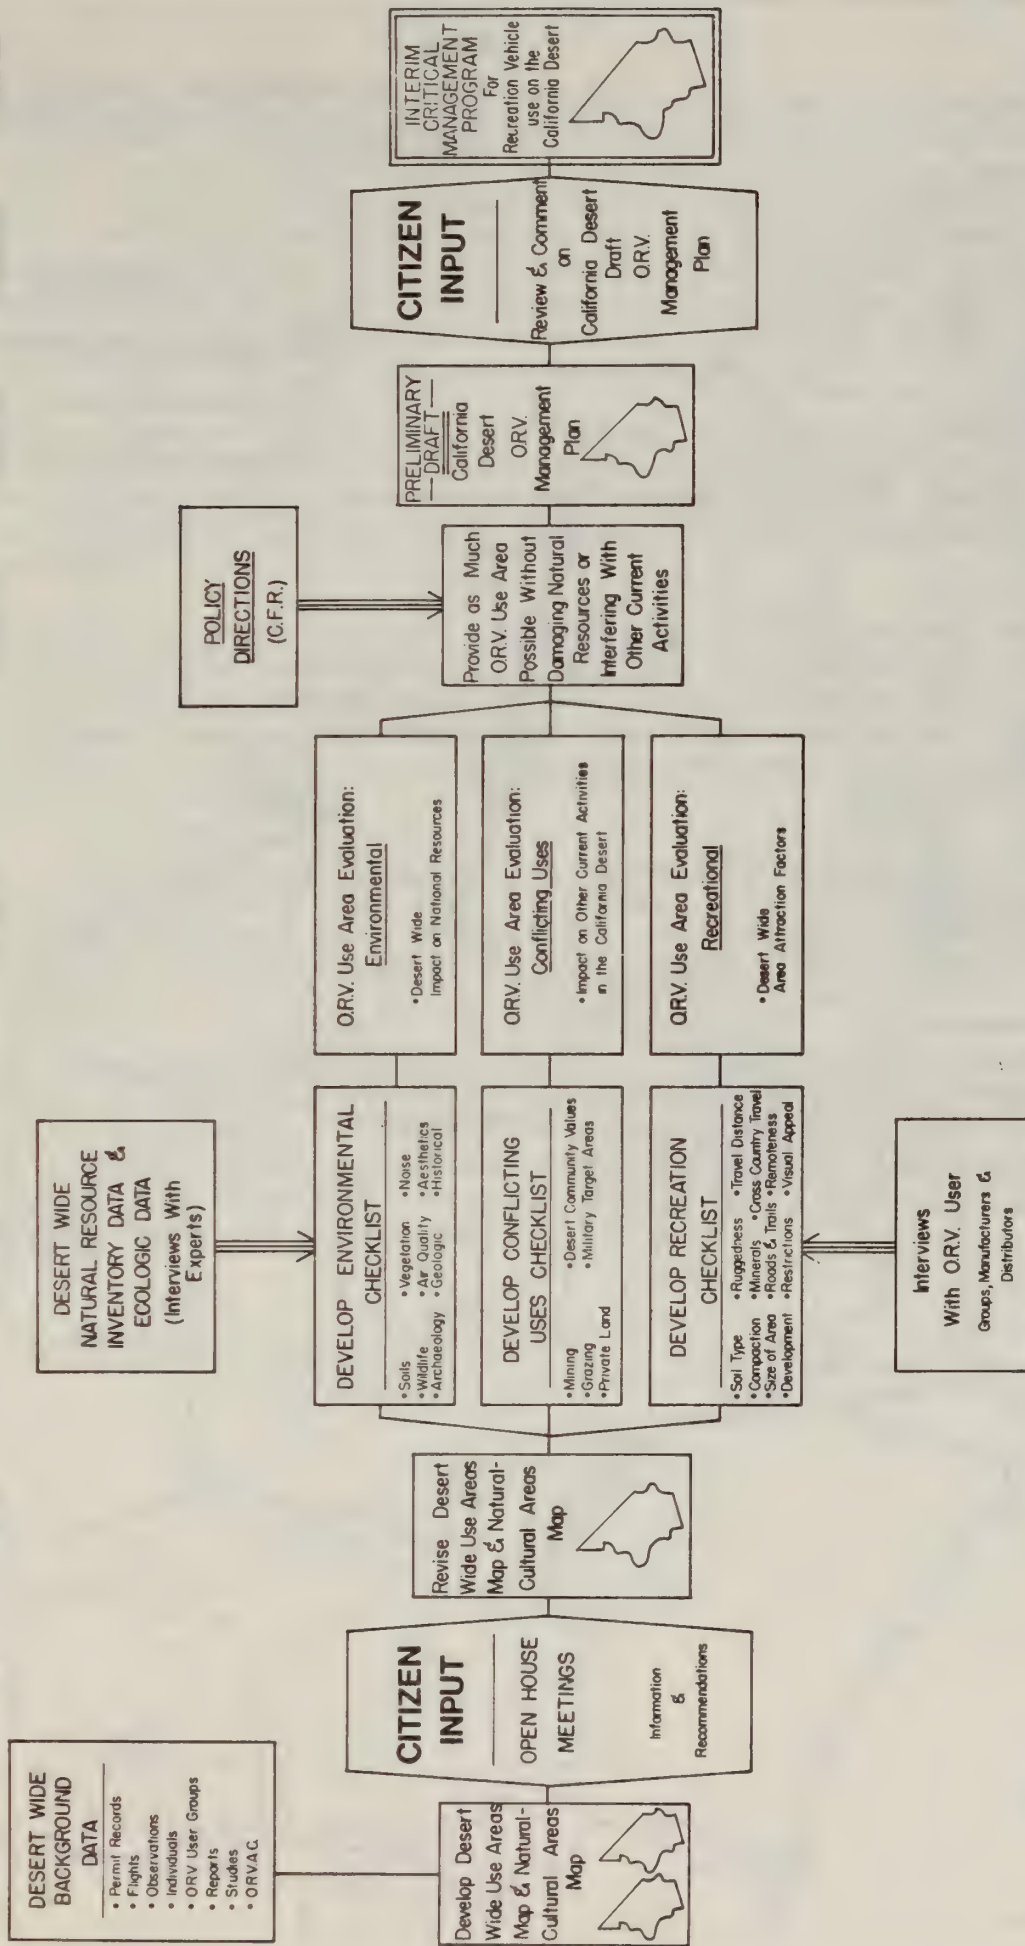 DESERT WIDE
BACKGROUND
DATA
• Permit Records
• Flights
• Observations
• Individuals
• ORV User Groups
• Reports
• Studies
• O.R.V.A.C.
Develop Desert
Wide Use Areas
Map & Natural-
Cultural Areas
Map
CITIZEN
INPUT
OPEN HOUSE
MEETINGS
Information
&
Recommendations
Revise Desert
Wide Use Areas
Map & Natural-
Cultural Areas
Map
DESERT WIDE
NATURAL RESOURCE
INVENTORY DATA &
ECOLOGIC DATA
(Interviews With
Experts)
DEVELOP ENVIRONMENTAL
CHECKLIST
• Soils • Vegetation • Noise
• Wildlife • Air Quality • Aesthetics
• Archaeology • Geologic • Historical
DEVELOP CONFLICTING
USES CHECKLIST
• Mining • Desert Community Values
• Grazing • Military Target Areas
• Private Land
DEVELOP RECREATION
CHECKLIST
• Soil Type • Ruggedness • Travel Distance
• Compaction • Minerals • Cross Country Travel
• Size of Area • Roads & Trails • Remoteness
• Development • Restrictions • Visual Appeal
Interviews
With O.R.V. User
Groups, Manufacturers &
Distributors
O.R.V. Use Area Evaluation:
Environmental
• Desert Wide
Impact on National Resources
O.R.V. Use Area Evaluation:
Conflicting Uses
• Impact on Other Current Activities
in the California Desert
O.R.V. Use Area Evaluation:
Recreational
• Desert Wide
Area Attraction Factors
POLICY
DIRECTIONS
(C.F.R.)
Provide as Much
O.R.V. Use Area
Possible Without
Damaging Natural
Resources or
Interfering With
Other Current
Activities
PRELIMINARY
DRAFT
California
Desert
O.R.V.
Management
Plan
CITIZEN
INPUT
Review & Comment
on
California Desert
Draft
O.R.V.
Management
Plan
INTERIM
CRITICAL
MANAGEMENT
PROGRAM
For
Recreation Vehicle
use on the
California Desert